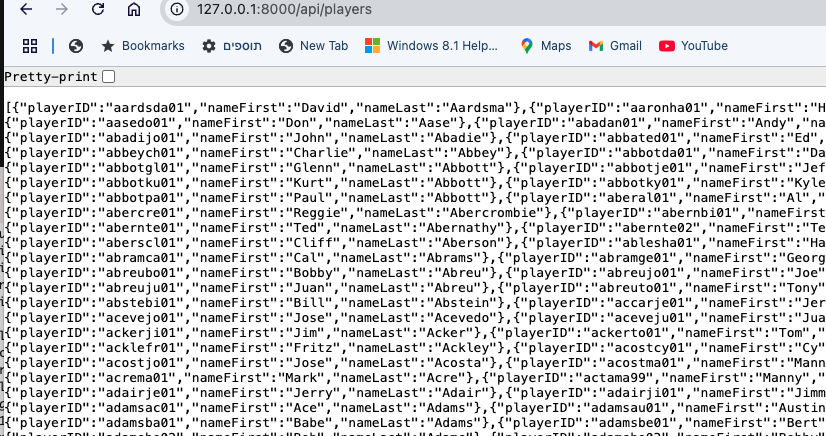 127.0.0.1:8000/api/players
Bookmarks תוספים New Tab Windows 8.1 Help... Maps Gmail YouTube
Pretty-print
[{"playerID":"aardsda01","nameFirst":"David","nameLast":"Aardsma"},{"playerID":"aaronha01","nameFirst":"H
{"playerID":"aasedo01","nameFirst":"Don","nameLast":"Aase"},{"playerID":"abadan01","nameFirst":"Andy","na
{"playerID":"abadijo01","nameFirst":"John","nameLast":"Abadie"},{"playerID":"abbated01","nameFirst":"Ed",
{"playerID":"abbeych01","nameFirst":"Charlie","nameLast":"Abbey"},{"playerID":"abbotda01","nameFirst":"Da
{"playerID":"abbotgl01","nameFirst":"Glenn","nameLast":"Abbott"},{"playerID":"abbotje01","nameFirst":"Jef
{"playerID":"abbotku01","nameFirst":"Kurt","nameLast":"Abbott"},{"playerID":"abbotky01","nameFirst":"Kyle
{"playerID":"abbotpa01","nameFirst":"Paul","nameLast":"Abbott"},{"playerID":"aberal01","nameFirst":"Al","
{"playerID":"abercre01","nameFirst":"Reggie","nameLast":"Abercrombie"},{"playerID":"abernbi01","nameFirst
{"playerID":"abernte01","nameFirst":"Ted","nameLast":"Abernathy"},{"playerID":"abernte02","nameFirst":"Te
{"playerID":"aberscl01","nameFirst":"Cliff","nameLast":"Aberson"},{"playerID":"ablesha01","nameFirst":"Ha
{"playerID":"abramca01","nameFirst":"Cal","nameLast":"Abrams"},{"playerID":"abramge01","nameFirst":"Georg
{"playerID":"abreubo01","nameFirst":"Bobby","nameLast":"Abreu"},{"playerID":"abreujo01","nameFirst":"Joe"
{"playerID":"abreuju01","nameFirst":"Juan","nameLast":"Abreu"},{"playerID":"abreuto01","nameFirst":"Tony"
{"playerID":"abstebi01","nameFirst":"Bill","nameLast":"Abstein"},{"playerID":"accarje01","nameFirst":"Jer
{"playerID":"acevejo01","nameFirst":"Jose","nameLast":"Acevedo"},{"playerID":"aceveju01","nameFirst":"Jua
{"playerID":"ackerji01","nameFirst":"Jim","nameLast":"Acker"},{"playerID":"ackerto01","nameFirst":"Tom","
{"playerID":"acklefr01","nameFirst":"Fritz","nameLast":"Ackley"},{"playerID":"acostcy01","nameFirst":"Cy"
{"playerID":"acostjo01","nameFirst":"Jose","nameLast":"Acosta"},{"playerID":"acostma01","nameFirst":"Mann
{"playerID":"acrema01","nameFirst":"Mark","nameLast":"Acre"},{"playerID":"actama99","nameFirst":"Manny","
{"playerID":"adairje01","nameFirst":"Jerry","nameLast":"Adair"},{"playerID":"adairji01","nameFirst":"Jimm
{"playerID":"adamsac01","nameFirst":"Ace","nameLast":"Adams"},{"playerID":"adamsau01","nameFirst":"Austin
{"playerID":"adamsba01","nameFirst":"Babe","nameLast":"Adams"},{"playerID":"adamsbe01","nameFirst":"Bert"